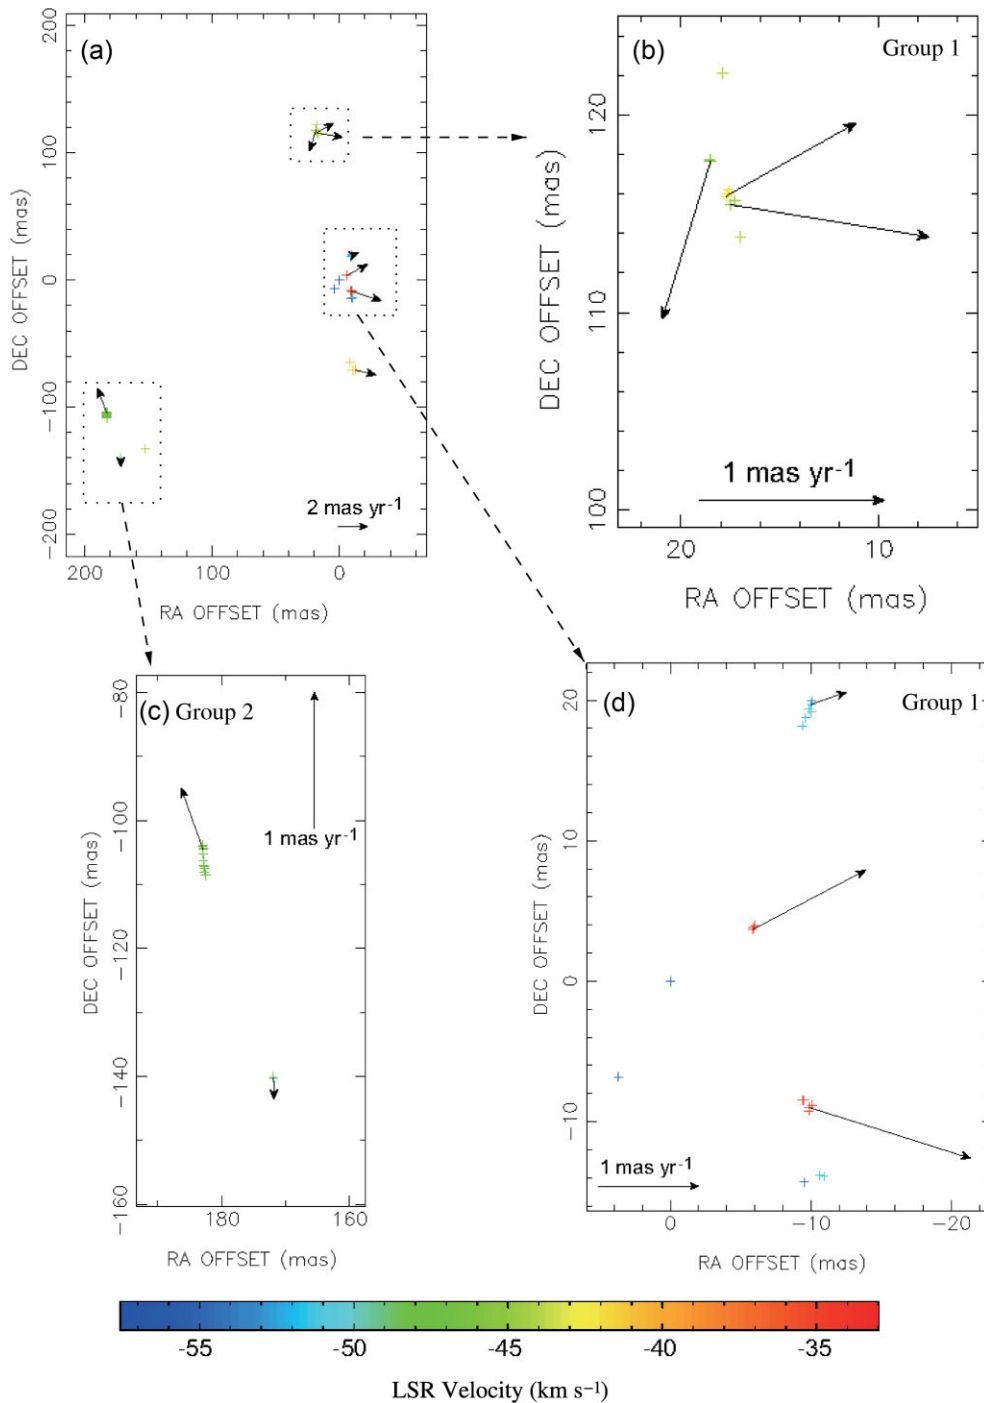 (a)
200
100
0
-100
-200
DEC OFFSET (mas)
2 mas yr-1
200 100 0
RA OFFSET (mas)
(b) Group 1
120
110
100
DEC OFFSET (mas)
1 mas yr-1
20 10
RA OFFSET (mas)
(c) Group 2
-80
-100
-120
-140
-160
DEC OFFSET (mas)
1 mas yr-1
180 160
RA OFFSET (mas)
(d) Group 1
20
10
0
-10
DEC OFFSET (mas)
1 mas yr-1
0 -10 -20
RA OFFSET (mas)
-55 -50 -45 -40 -35
LSR Velocity (km s-1)